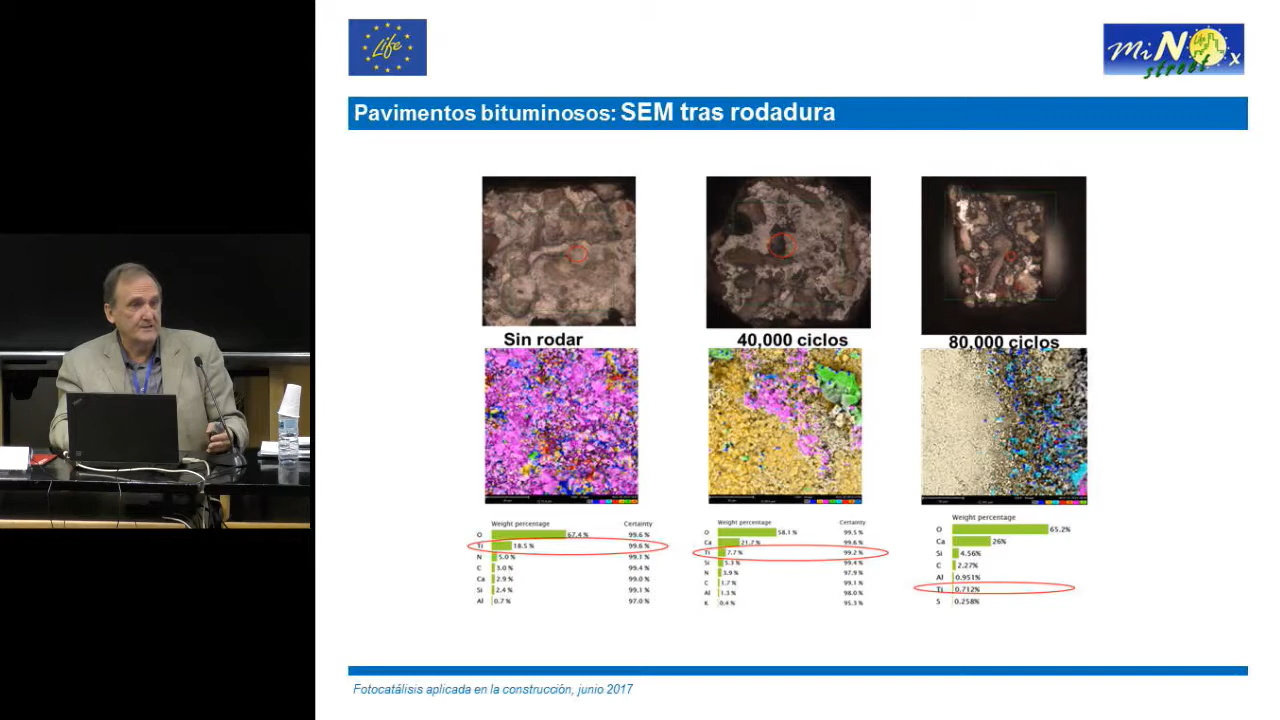 Life
MiNOx
street
Pavimentos bituminosos: SEM tras rodadura
Sin rodar
40,000 ciclos
80,000 ciclos
Weight percentage Certainty
O 67.4 % 99.6 %
Ti 18.5 % 99.6 %
N 5.0 % 99.1 %
C 3.0 % 99.4 %
Ca 2.9 % 99.0 %
Si 2.4 % 99.1 %
Al 0.7 % 97.0 %
Weight percentage Certainty
O 58.1 % 99.5 %
Ca 21.7 % 99.6 %
Ti 7.7 % 99.2 %
Si 5.3 % 99.4 %
N 3.9 % 97.9 %
C 1.7 % 99.1 %
Al 1.3 % 98.0 %
K 0.4 % 95.3 %
Weight percentage
O 65.2%
Ca 26%
Si 4.56%
C 2.27%
Al 0.951%
Ti 0.712%
S 0.258%
Fotocatálisis aplicada en la construcción, junio 2017